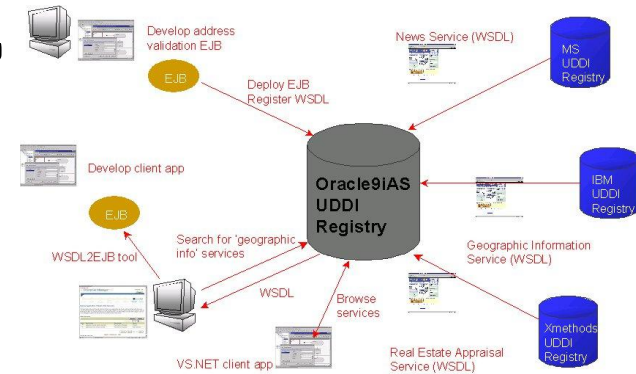 Develop address
validation EJB
EJB
Deploy EJB
Register WSDL
News Service (WSDL)
MS
UDDI
Registry
Develop client app
EJB
WSDL2EJB tool
Search for 'geographic
info' services
WSDL
Oracle9iAS
UDDI
Registry
IBM
UDDI
Registry
Geographic Information
Service (WSDL)
Browse
services
VS.NET client app
Real Estate Appraisal
Service (WSDL)
Xmethods
UDDI
Registry